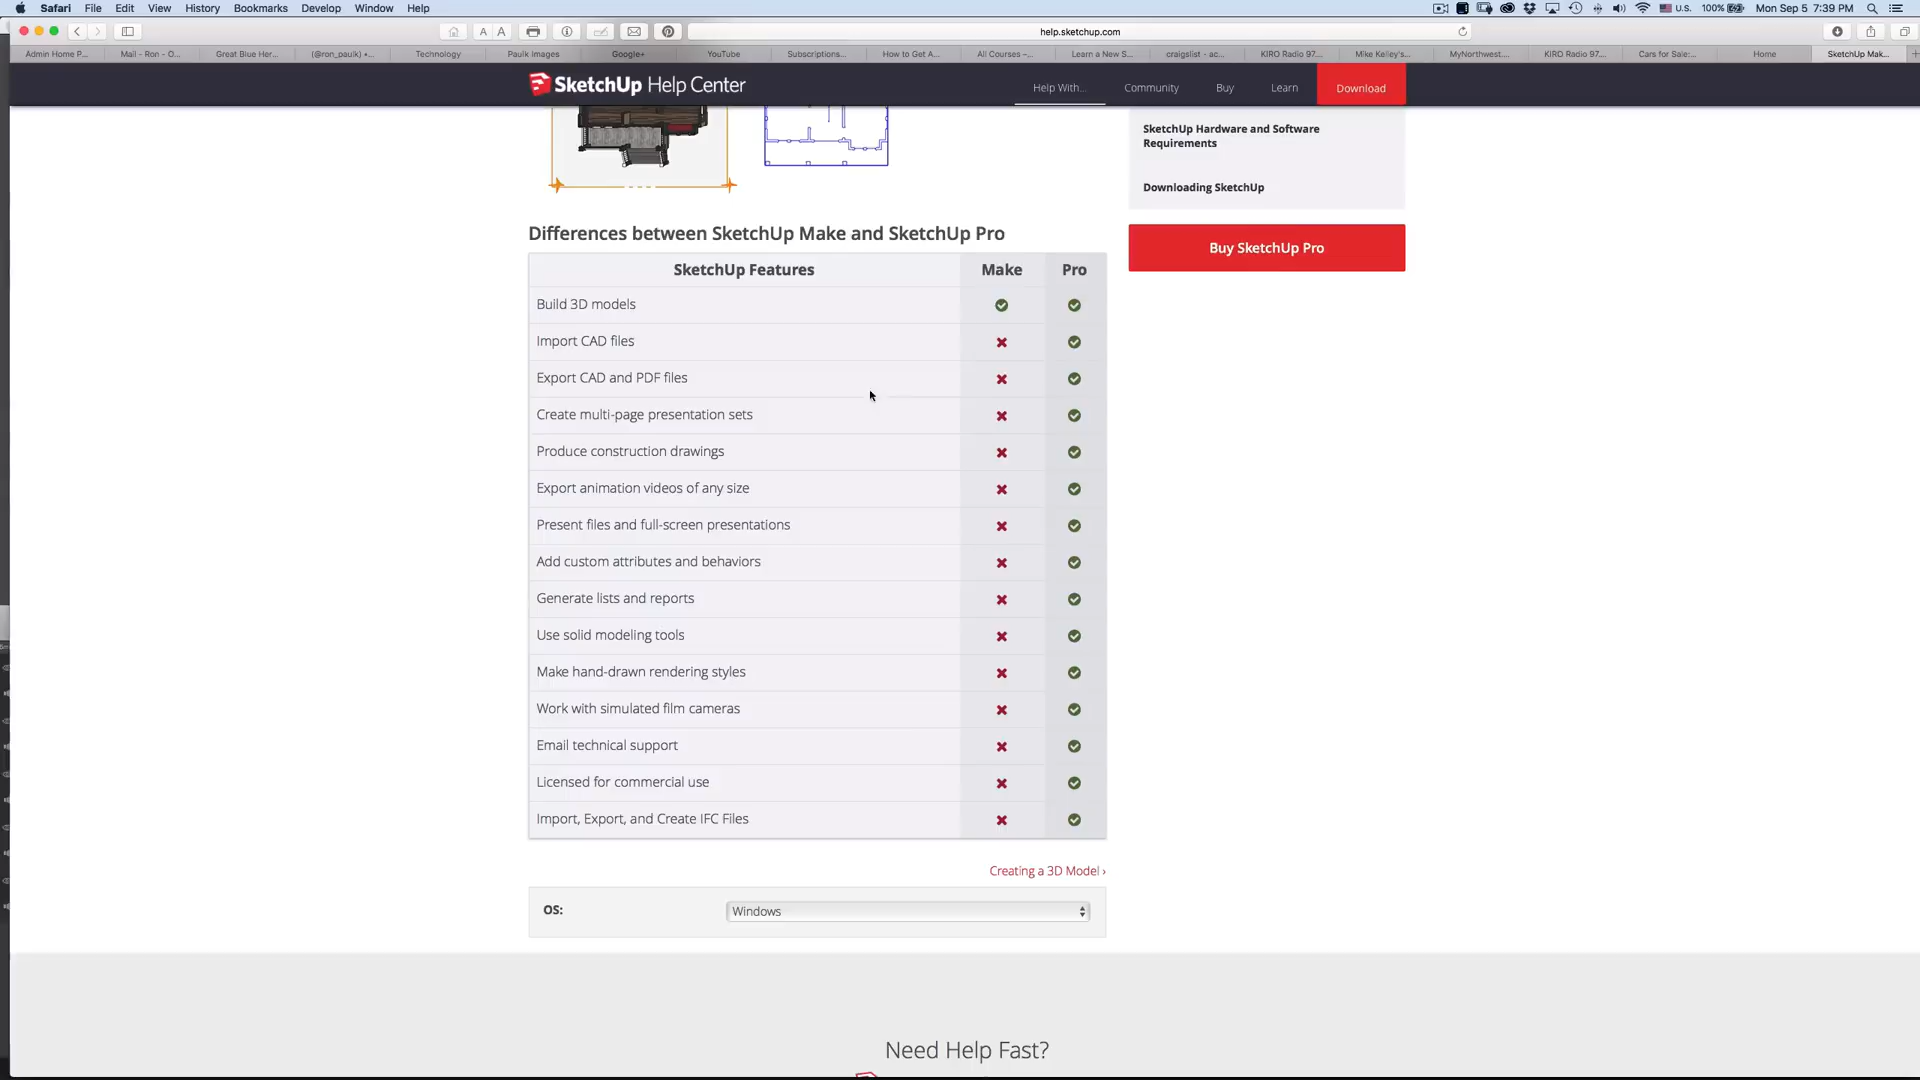 Safari File Edit View History Bookmarks Develop Window Help U.S. 100% Mon Sep 5 7:39 PM
A A help.sketchup.com
Admin Home P... Mail - Ron - O... Great Blue Her... (@ron_paulk) •... Technology Paulk Images Google+ YouTube Subscriptions... How to Get A... All Courses –... Learn a New S... craigslist - ac... KIRO Radio 97... Mike Kelley's... MyNorthwest.... KIRO Radio 97... Cars for Sale:... Home SketchUp Mak...
SketchUp Help Center Help With... Community Buy Learn Download
SketchUp Hardware and Software
Requirements
Downloading SketchUp
Buy SketchUp Pro
Differences between SketchUp Make and SketchUp Pro
SketchUp Features Make Pro
Build 3D models
Import CAD files
Export CAD and PDF files
Create multi-page presentation sets
Produce construction drawings
Export animation videos of any size
Present files and full-screen presentations
Add custom attributes and behaviors
Generate lists and reports
Use solid modeling tools
Make hand-drawn rendering styles
Work with simulated film cameras
Email technical support
Licensed for commercial use
Import, Export, and Create IFC Files
Creating a 3D Model ›
OS: Windows
Need Help Fast?